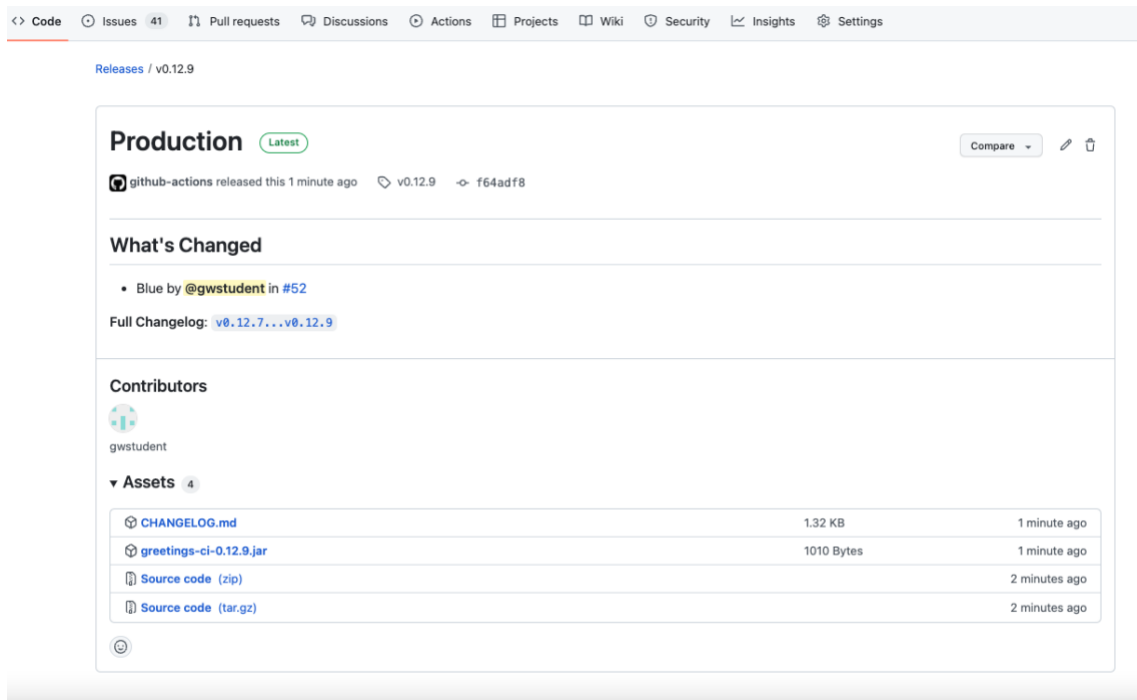 Code Issues 41 Pull requests Discussions Actions Projects Wiki Security Insights Settings
Releases / v0.12.9
Production Latest Compare
github-actions released this 1 minute ago v0.12.9 f64adf8
What's Changed
• Blue by @gwstudent in #52
Full Changelog: v0.12.7...v0.12.9
Contributors
gwstudent
Assets 4
CHANGELOG.md 1.32 KB 1 minute ago
greetings-ci-0.12.9.jar 1010 Bytes 1 minute ago
Source code (zip) 2 minutes ago
Source code (tar.gz) 2 minutes ago